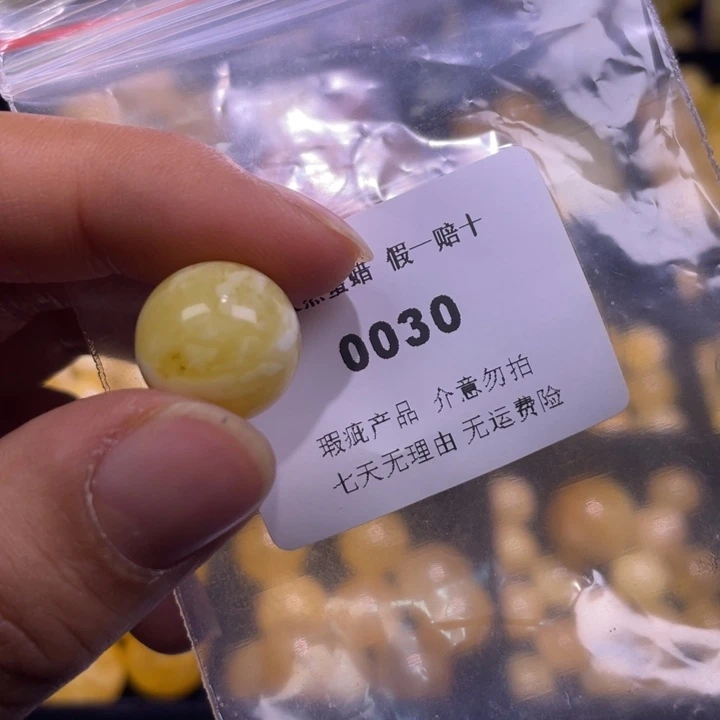 蜜蜡 假一赔十
0030
瑕疵产品 介意勿拍
七天无理由 无运费险